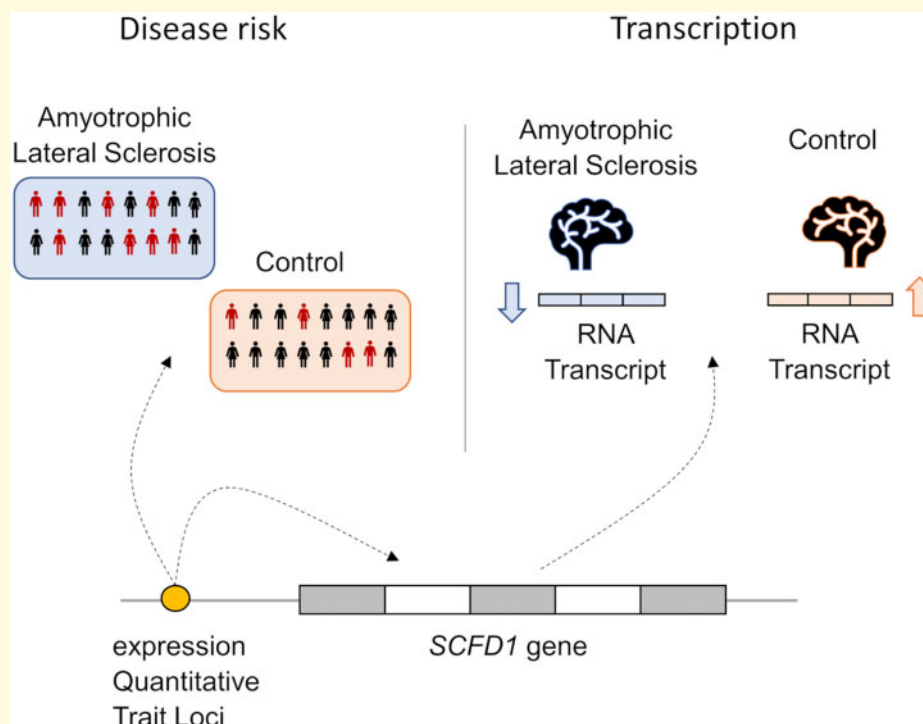 Disease risk
Transcription
Amyotrophic
Lateral Sclerosis
Control
Amyotrophic
Lateral Sclerosis
Control
RNA
Transcript
RNA
Transcript
SCFD1 gene
expression
Quantitative
Trait Loci